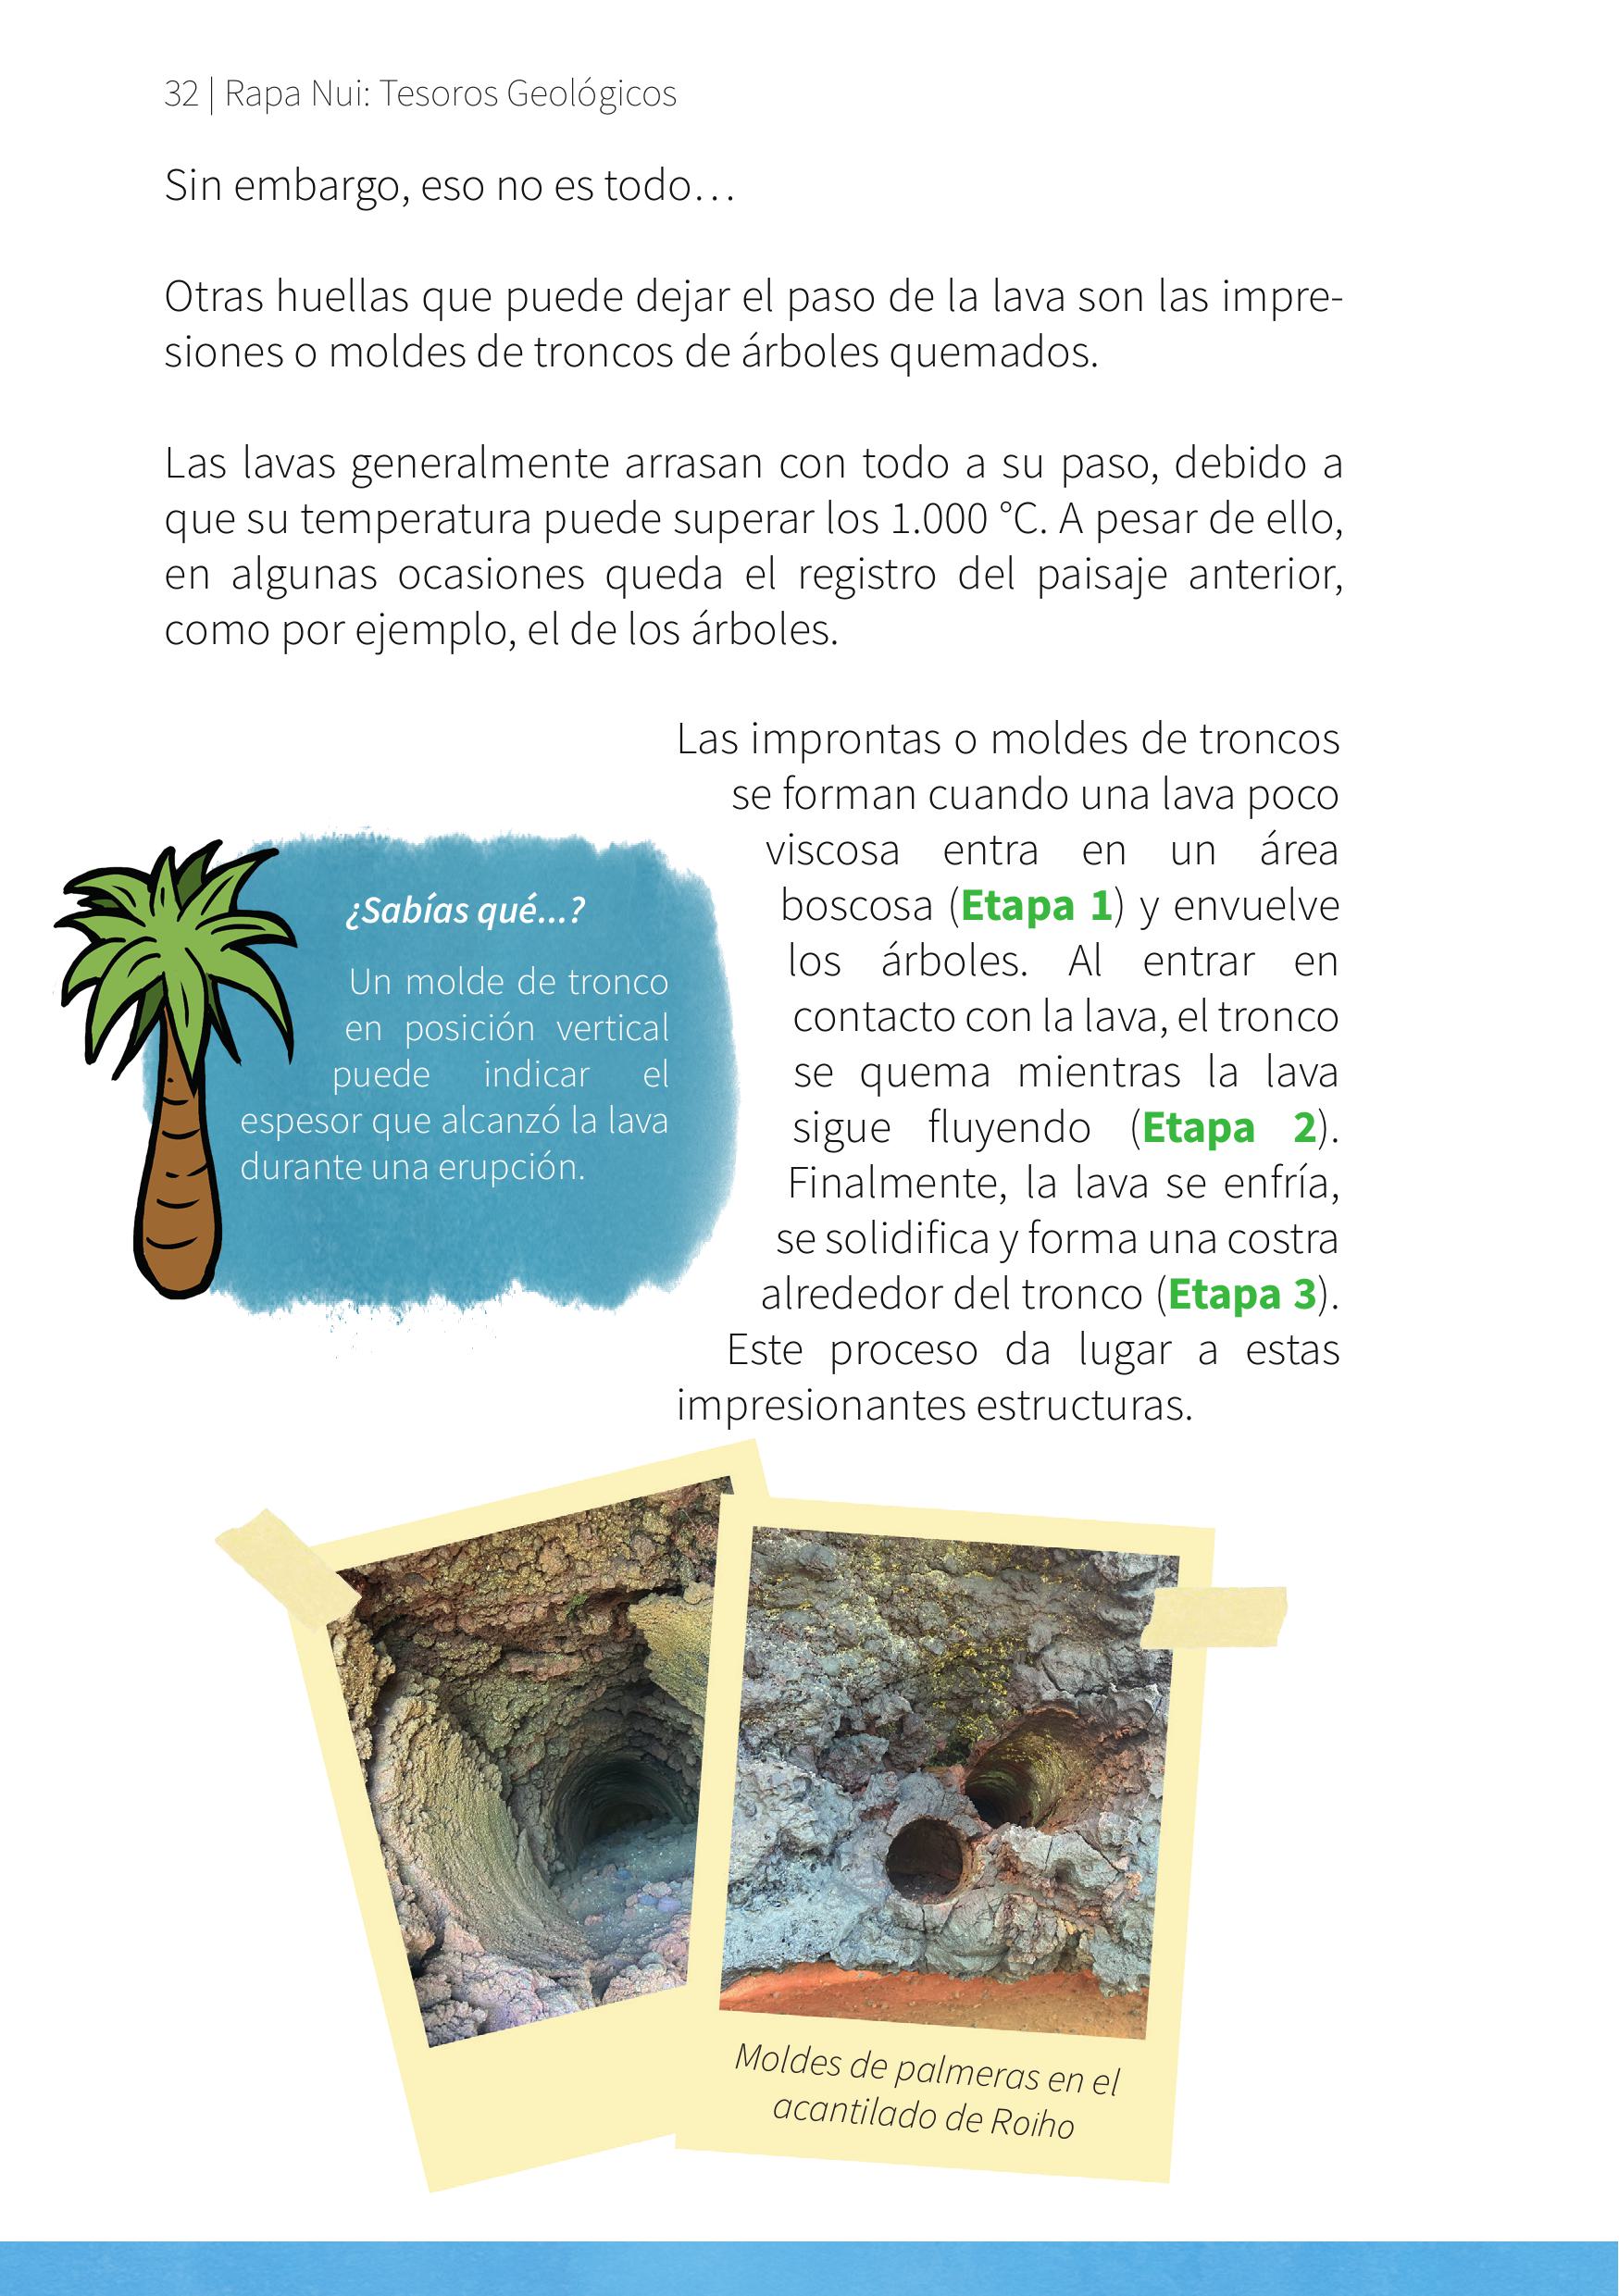 32 | Rapa Nui: Tesoros Geológicos
Sin embargo, eso no es todo…
Otras huellas que puede dejar el paso de la lava son las impre-
siones o moldes de troncos de árboles quemados.
Las lavas generalmente arrasan con todo a su paso, debido a
que su temperatura puede superar los 1.000 °C. A pesar de ello,
en algunas ocasiones queda el registro del paisaje anterior,
como por ejemplo, el de los árboles.
Las improntas o moldes de troncos
se forman cuando una lava poco
viscosa entra en un área
boscosa (Etapa 1) y envuelve
los árboles. Al entrar en
contacto con la lava, el tronco
se quema mientras la lava
sigue fluyendo (Etapa 2).
Finalmente, la lava se enfría,
se solidifica y forma una costra
alrededor del tronco (Etapa 3).
Este proceso da lugar a estas
impresionantes estructuras.
¿Sabías qué...?
Un molde de tronco
en posición vertical
puede indicar el
espesor que alcanzó la lava
durante una erupción.
Moldes de palmeras en el
acantilado de Roiho